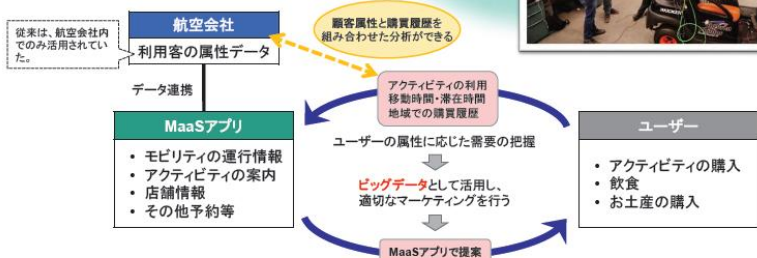 従来は、航空会社内
でのみ活用されてい
た。
航空会社
利用客の属性データ
顧客属性と購買履歴を
組み合わせた分析ができる
データ連携
MaaSアプリ
• モビリティの運行情報
• アクティビティの案内
• 店舗情報
• その他予約等
アクティビティの利用
移動時間・滞在時間
地域での購買履歴
ユーザーの属性に応じた需要の把握
ビッグデータとして活用し、
適切なマーケティングを行う
MaaSアプリで提案
ユーザー
• アクティビティの購入
• 飲食
• お土産の購入